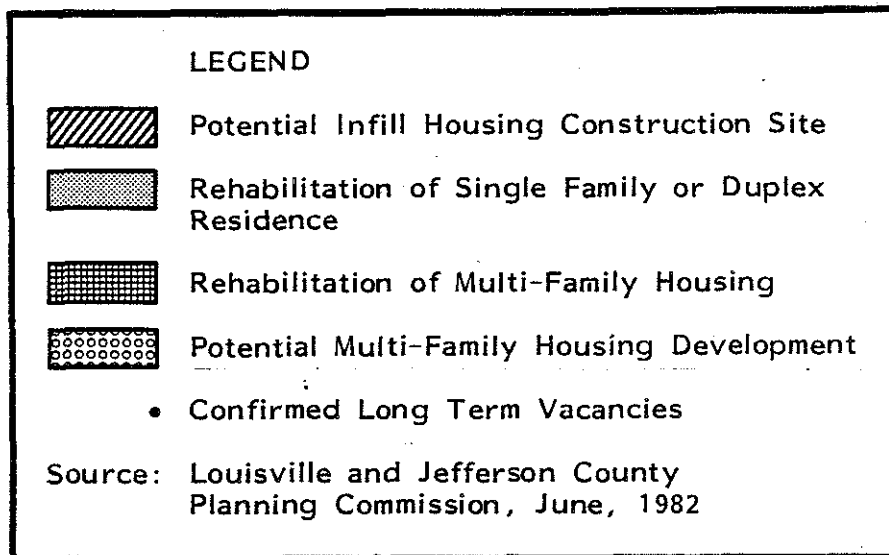 LEGEND
Potential Infill Housing Construction Site
Rehabilitation of Single Family or Duplex
Residence
Rehabilitation of Multi-Family Housing
Potential Multi-Family Housing Development
• Confirmed Long Term Vacancies
Source: Louisville and Jefferson County
Planning Commission, June, 1982